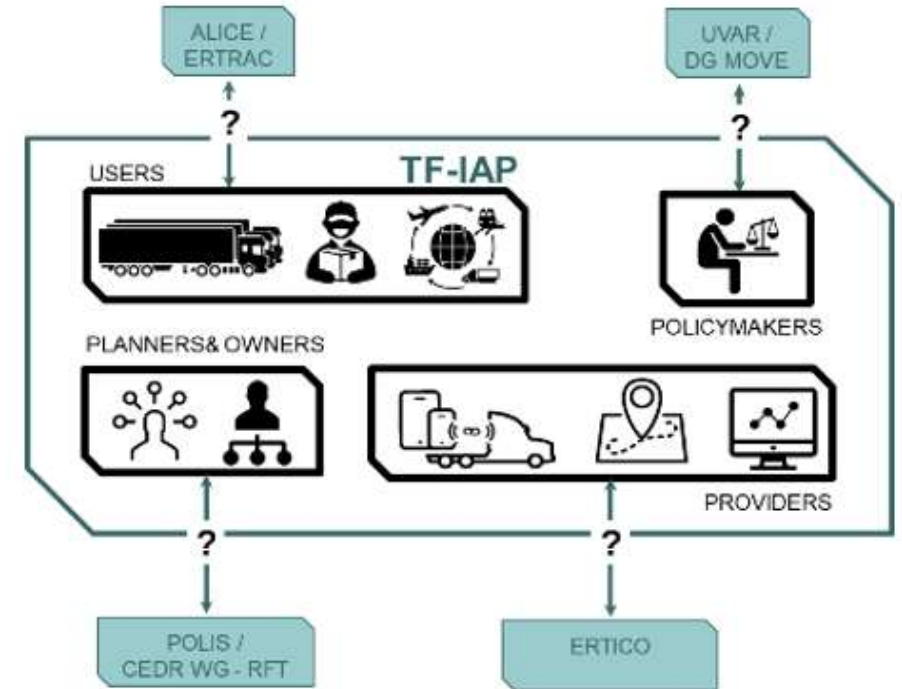 ALICE /
ERTRAC
UVAR /
DG MOVE
?
?
USERS
TF-IAP
POLICYMAKERS
PLANNERS& OWNERS
PROVIDERS
?
?
POLIS /
CEDR WG - RFT
ERTICO